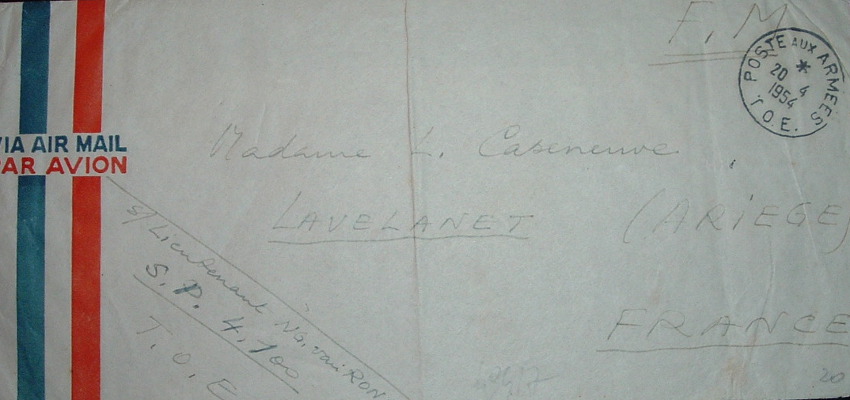 F.M
POSTE AUX ARMEES
*
20 4
1954
T.O.E.
VIA AIR MAIL
PAR AVION
Madame L. Caseneuve
LAVELANET (ARIEGE)
S/Lieutenant
S.P. 4.100
T.O.E
FRANCE
20